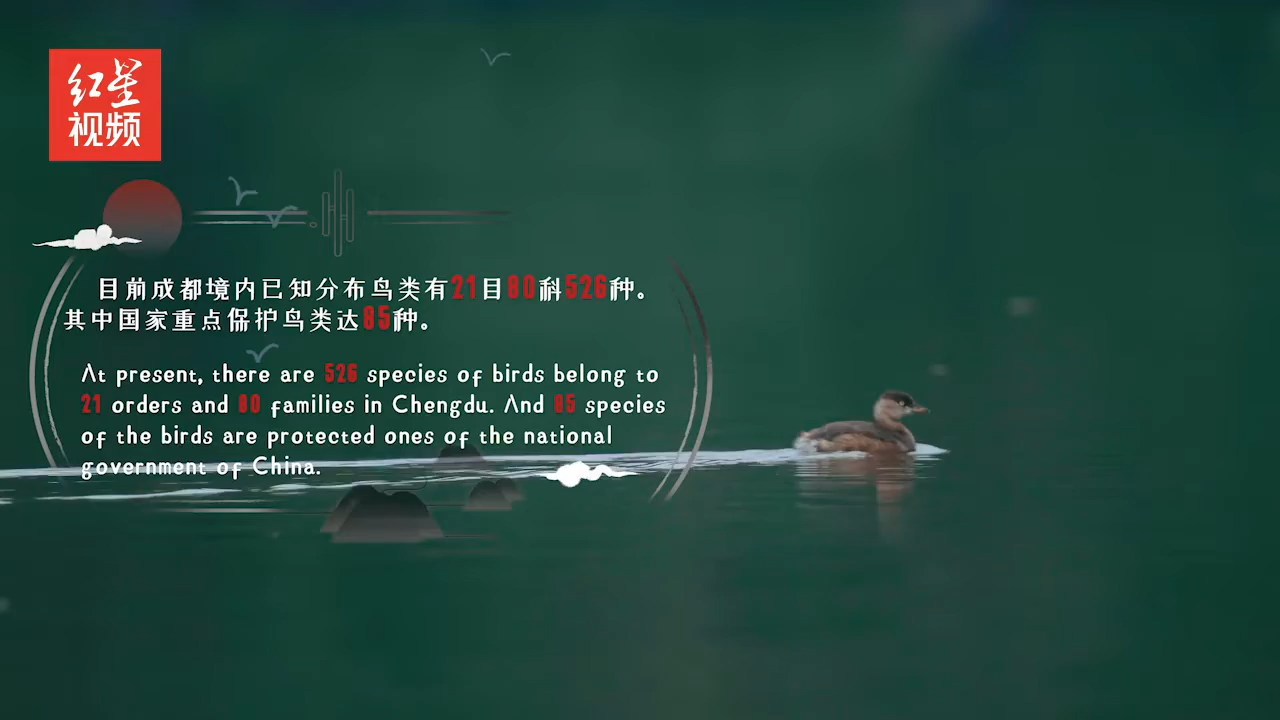 红星
视频
目前成都境内已知分布鸟类有21目80科526种。
其中国家重点保护鸟类达85种。
At present, there are 526 species of birds belong to
21 orders and 80 families in Chengdu. And 85 species
of the birds are protected ones of the national
government of China.